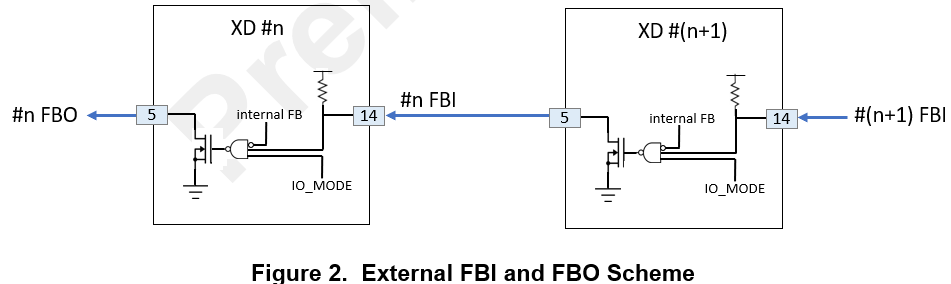 XD #n
XD #(n+1)
#n FBO
5
internal FB
14
#n FBI
5
internal FB
14
#(n+1) FBI
IO_MODE
IO_MODE
Figure 2. External FBI and FBO Scheme